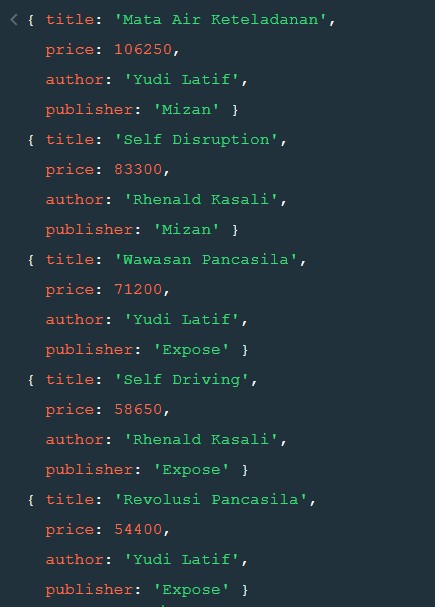 { title: 'Mata Air Keteladanan',
price: 106250,
author: 'Yudi Latif',
publisher: 'Mizan' }
{ title: 'Self Disruption',
price: 83300,
author: 'Rhenald Kasali',
publisher: 'Mizan' }
{ title: 'Wawasan Pancasila',
price: 71200,
author: 'Yudi Latif',
publisher: 'Expose' }
{ title: 'Self Driving',
price: 58650,
author: 'Rhenald Kasali',
publisher: 'Expose' }
{ title: 'Revolusi Pancasila',
price: 54400,
author: 'Yudi Latif',
publisher: 'Expose' }